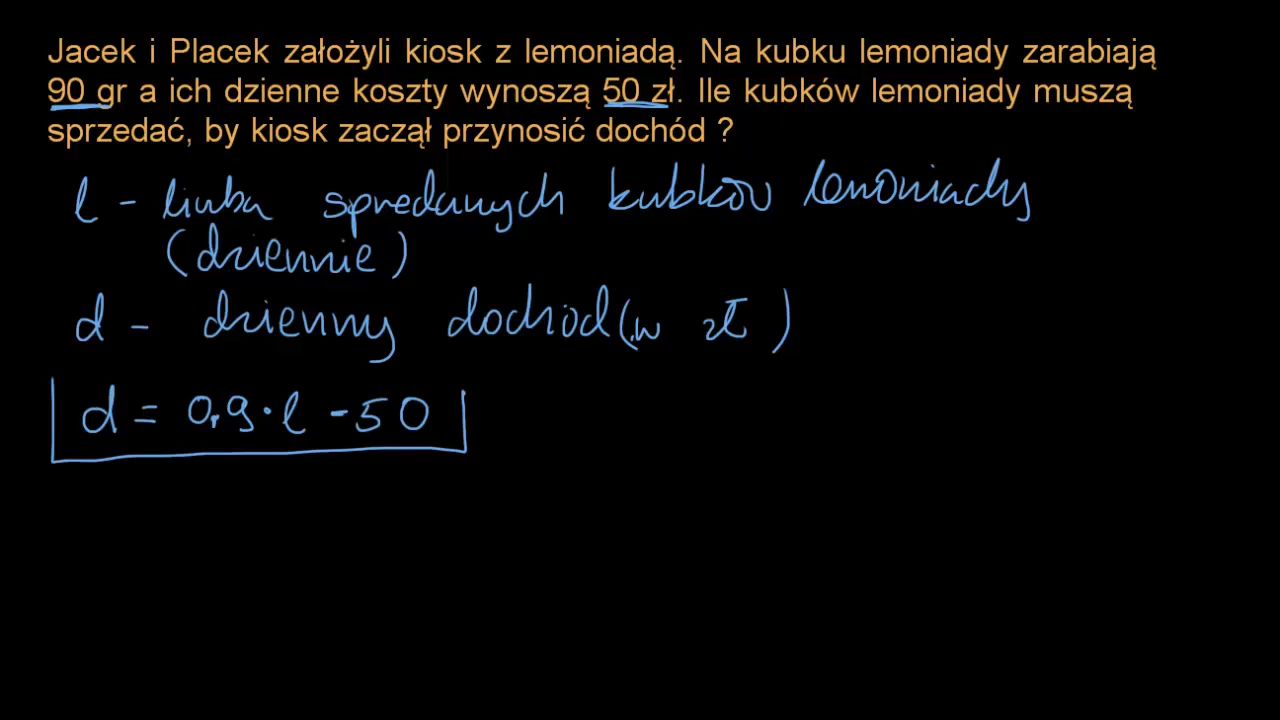 Jacek i Placek założyli kiosk z lemoniadą. Na kubku lemoniady zarabiają
90 gr a ich dzienne koszty wynoszą 50 zł. Ile kubków lemoniady muszą
sprzedać, by kiosk zaczął przynosić dochód ?
l - liczba sprzedanych kubków lemoniady
(dziennie)
d - dzienny dochód (w zł)
d = 0,9·l - 50